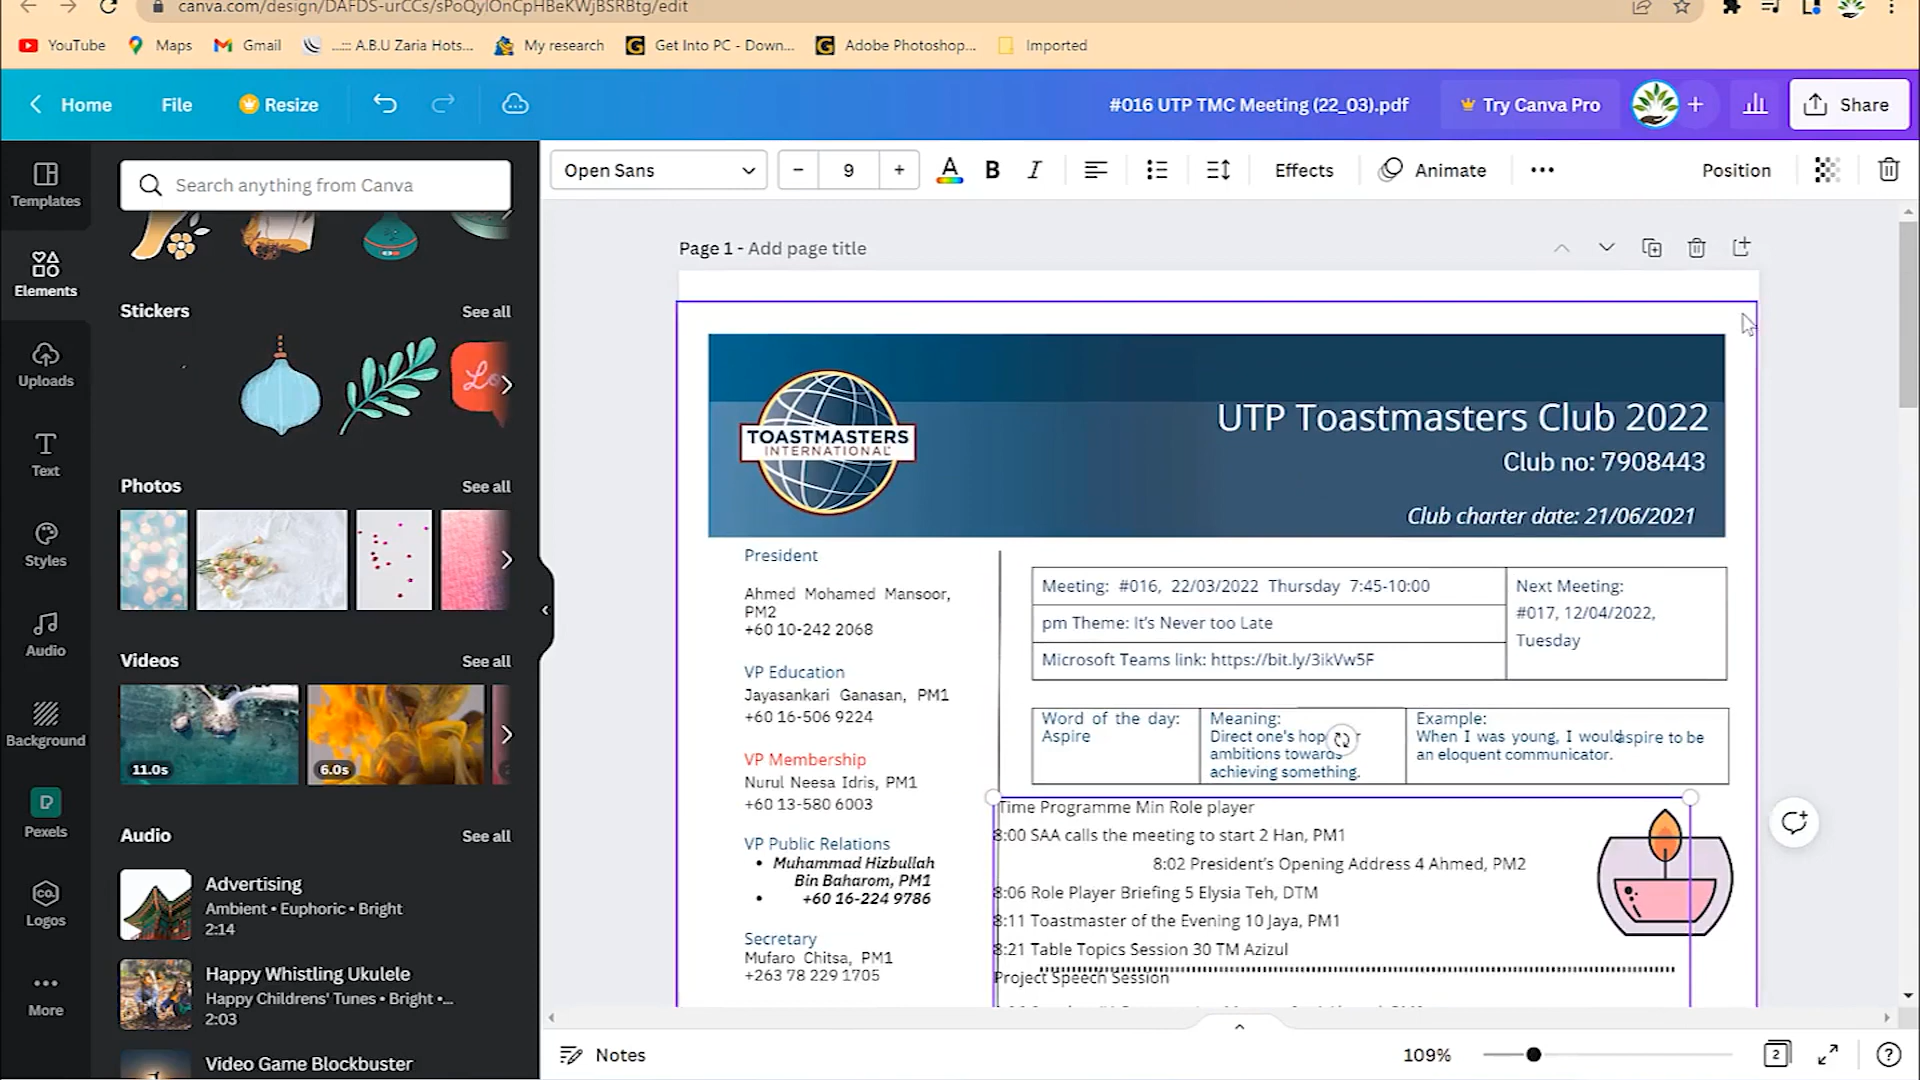 canva.com/design/DAFDS-urCCs/sPoQylOnCpHBeKWjBSRBtg/edit
YouTube
Maps
Gmail
...::: A.B.U Zaria Hots...
My research
Get Into PC - Down...
Adobe Photoshop...
Imported
Home
File
Resize
#016 UTP TMC Meeting (22_03).pdf
Try Canva Pro
Share
Templates
Elements
Uploads
Text
Styles
Audio
Background
Pexels
Logos
More
Search anything from Canva
Stickers
See all
Photos
See all
Videos
See all
11.0s
6.0s
Audio
See all
Advertising
Ambient • Euphoric • Bright
2:14
Happy Whistling Ukulele
Happy Childrens' Tunes • Bright •...
2:03
Video Game Blockbuster
Open Sans
9
Effects
Animate
Position
Page 1 - Add page title
TOASTMASTERS
INTERNATIONAL
UTP Toastmasters Club 2022
Club no: 7908443
Club charter date: 21/06/2021
President
Ahmed Mohamed Mansoor,
PM2
+60 10-242 2068
VP Education
Jayasankari Ganasan, PM1
+60 16-506 9224
VP Membership
Nurul Neesa Idris, PM1
+60 13-580 6003
VP Public Relations
• Muhammad Hizbullah
Bin Baharom, PM1
• +60 16-224 9786
Secretary
Mufaro Chitsa, PM1
+263 78 229 1705
Meeting: #016, 22/03/2022 Thursday 7:45-10:00
pm Theme: It's Never too Late
Microsoft Teams link: https://bit.ly/3ikVw5F
Next Meeting:
#017, 12/04/2022,
Tuesday
Word of the day:
Aspire
Meaning:
Direct one's
ambitions towards
achieving something.
Example:
When I was young, I would aspire to be
an eloquent communicator.
Time Programme Min Role player
8:00 SAA calls the meeting to start 2 Han, PM1
8:02 President's Opening Address 4 Ahmed, PM2
8:06 Role Player Briefing 5 Elysia Teh, DTM
8:11 Toastmaster of the Evening 10 Jaya, PM1
8:21 Table Topics Session 30 TM Azizul
Project Speech Session
Notes
109%
2